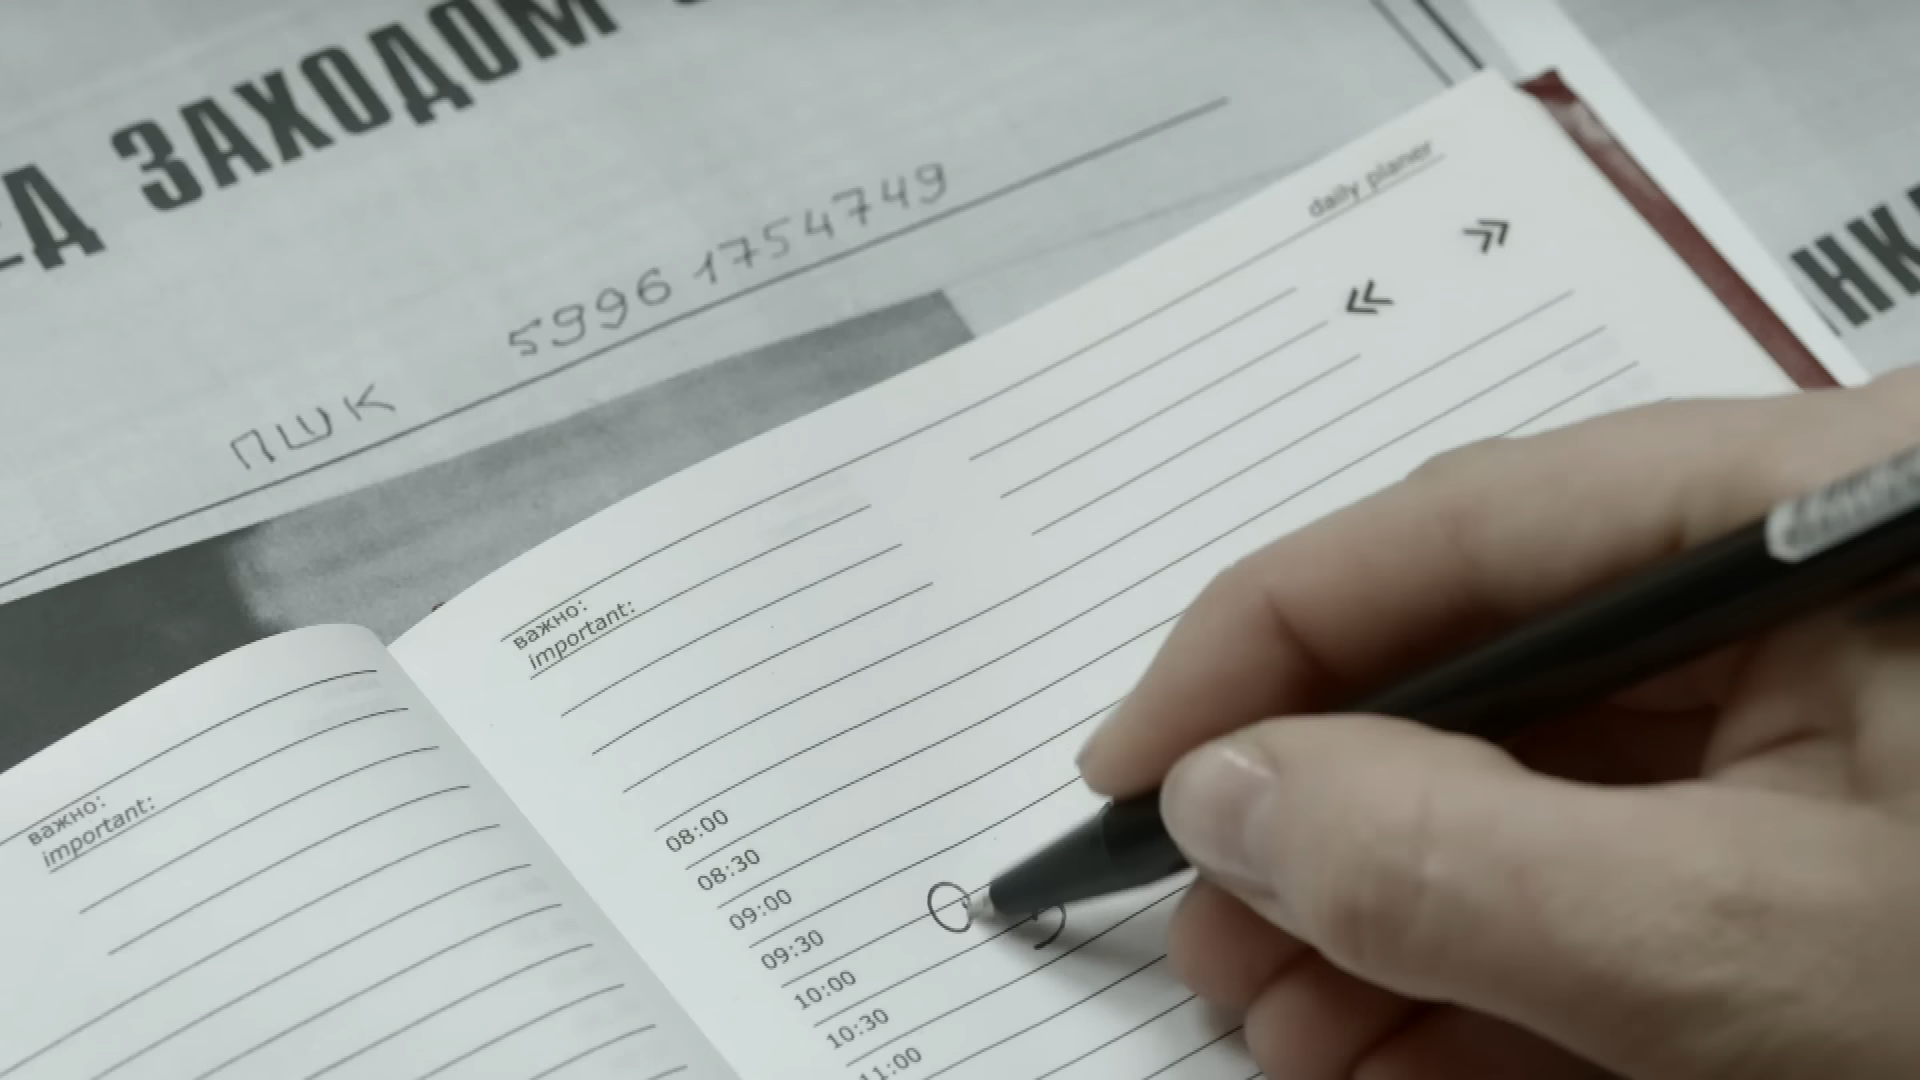 ЗАХОДОМ
ПШК 5996 1754749
daily planer
»
«
важно:
important:
важно:
important:
08:00
08:30
09:00
09:30
10:00
10:30
11:00